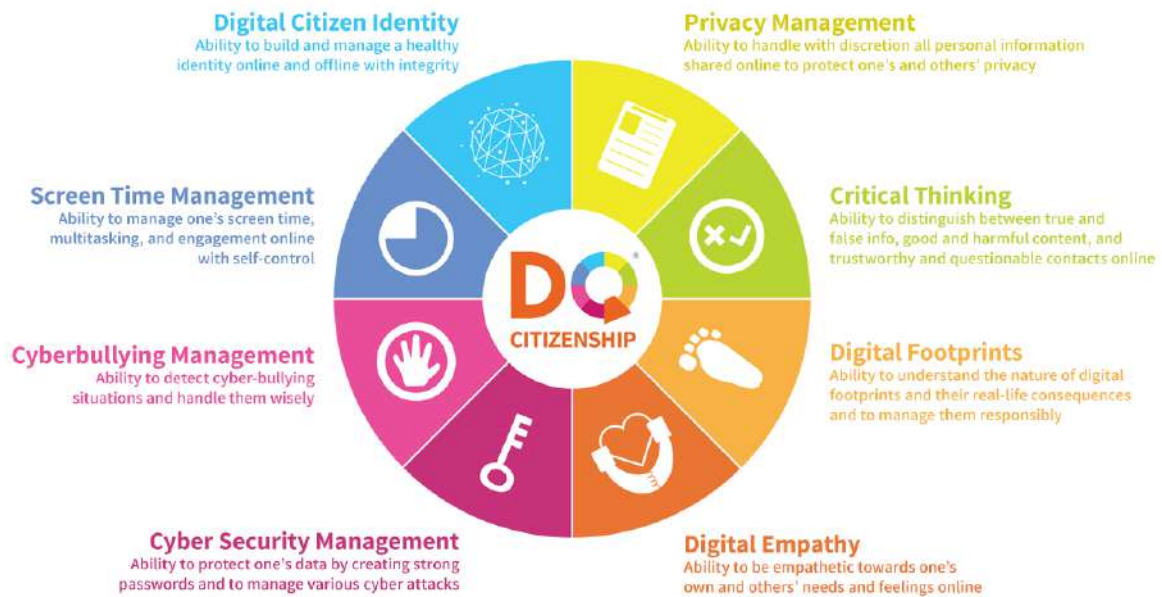 Digital Citizen Identity
Ability to build and manage a healthy
identity online and offline with integrity
Privacy Management
Ability to handle with discretion all personal information
shared online to protect one's and others' privacy
Screen Time Management
Ability to manage one's screen time,
multitasking, and engagement online
with self-control
Critical Thinking
Ability to distinguish between true and
false info, good and harmful content, and
trustworthy and questionable contacts online
DQ®
CITIZENSHIP
Cyberbullying Management
Ability to detect cyber-bullying
situations and handle them wisely
Digital Footprints
Ability to understand the nature of digital
footprints and their real-life consequences
and to manage them responsibly
Cyber Security Management
Ability to protect one's data by creating strong
passwords and to manage various cyber attacks
Digital Empathy
Ability to be empathetic towards one's
own and others' needs and feelings online